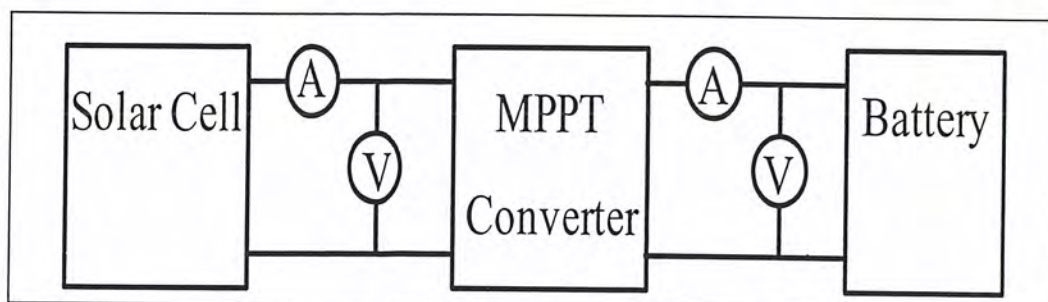 Solar Cell
A
V
MPPT
Converter
A
V
Battery